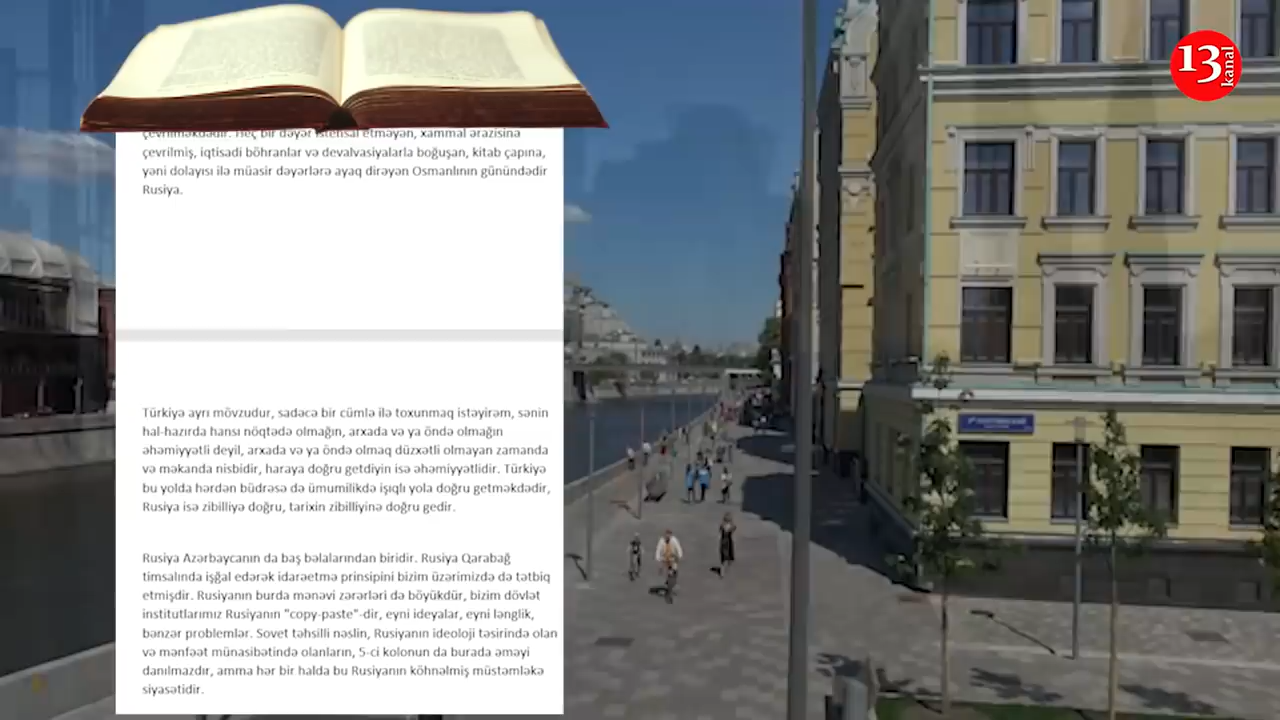 13
kanal
çevrilməkdədir. Heç bir dəyər istehsal etməyən, xammal ərazisinə
çevrilmiş, iqtisadi böhranlar və devalvasiyalarla boğuşan, kitab çapına,
yəni dolayısı ilə müasir dəyərlərə ayaq dirəyən Osmanlının günündədir
Rusiya.
Türkiyə ayrı mövzudur, sadəcə bir cümlə ilə toxunmaq istəyirəm, sənin
hal-hazırda hansı nöqtədə olmağın, arxada və ya öndə olmağın
əhəmiyyətli deyil, arxada və ya öndə olmaq düzxətli olmayan zamanda
və məkanda nisbidir, haraya doğru getdiyin isə əhəmiyyətlidir. Türkiyə
bu yolda hərdən büdrəsə də ümumilikdə işıqlı yola doğru getməkdədir,
Rusiya isə zibilliyə doğru, tarixin zibilliyinə doğru gedir.
Rusiya Azərbaycanın da baş bəlalarından biridir. Rusiya Qarabağ
timsalında işğal edərək idarəetmə prinsipini bizim üzərimizdə də tətbiq
etmişdir. Rusiyanın burda mənəvi zərərləri də böyükdür, bizim dövlət
institutlarımız Rusiyanın "copy-paste"-dir, eyni ideyalar, eyni lənglik,
bənzər problemlər. Sovet təhsilli nəslin, Rusiyanın ideoloji təsirində olan
və mənfəət münasibətində olanların, 5-ci kolonun da burada əməyi
danılmazdır, amma hər bir halda bu Rusiyanın köhnəlmiş müstəmləkə
siyasətidir.